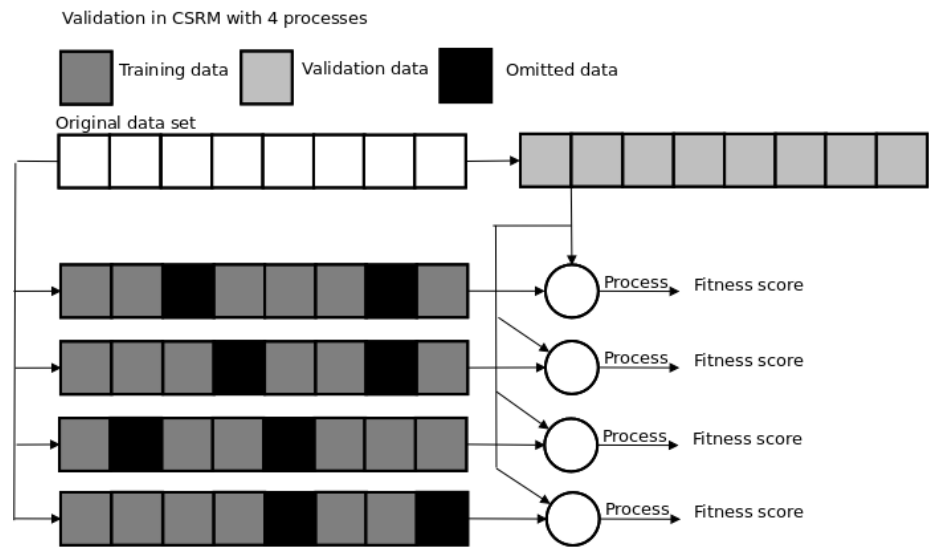 Validation in CSRM with 4 processes
Training data
Validation data
Omitted data
Original data set
Process
Fitness score
Process
Fitness score
Process
Fitness score
Process
Fitness score